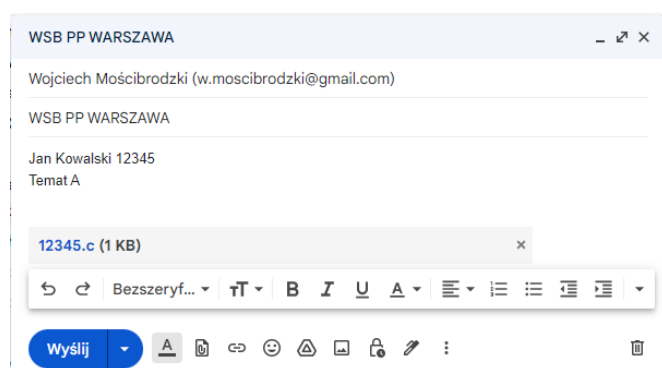 WSB PP WARSZAWA
Wojciech Mościbrodzki (w.moscibrodzki@gmail.com)
WSB PP WARSZAWA
Jan Kowalski 12345
Temat A
12345.c (1 KB)
Bezszeryf... TT B I U A
Wyślij A